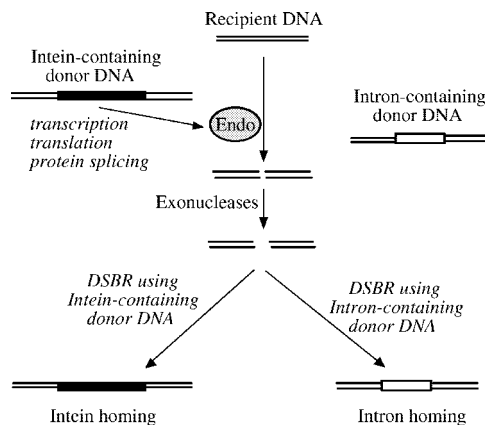 Recipient DNA
Intein-containing
donor DNA
Intron-containing
donor DNA
transcription
translation
protein splicing
Endo
Exonucleases
DSBR using
Intein-containing
donor DNA
DSBR using
Intron-containing
donor DNA
Intein homing
Intron homing